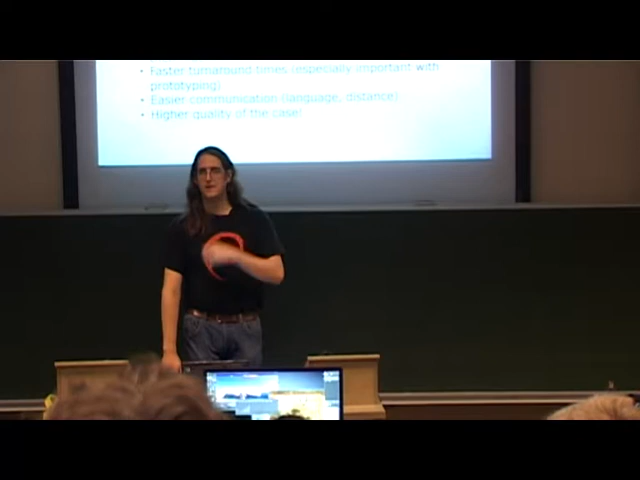 • Faster turnaround times (especially important with
prototyping)
• Easier communication (language, distance)
• Higher quality of the case!